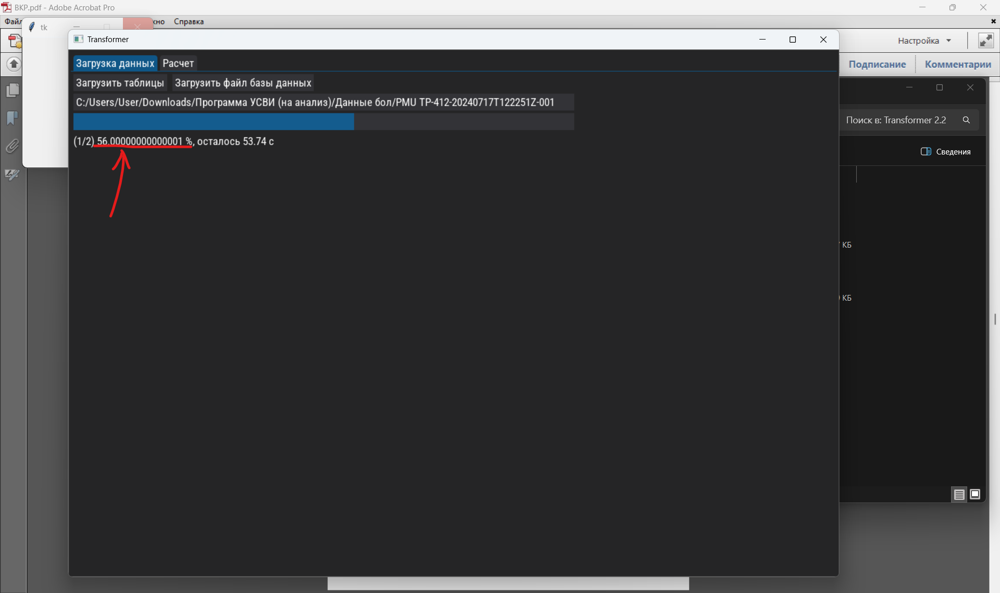 BKP.pdf - Adobe Acrobat Pro
Справка
tk
Transformer
Настройка
Загрузка данных Расчет
Подписание Комментарии
Загрузить таблицы Загрузить файл базы данных
C:/Users/User/Downloads/Программа УСВИ (на анализ)/Данные бол/PMU TP-412-20240717T122251Z-001
Поиск в: Transformer 2.2
(1/2) 56.00000000000001 %, осталось 53.74 с
Сведения
КБ
КБ